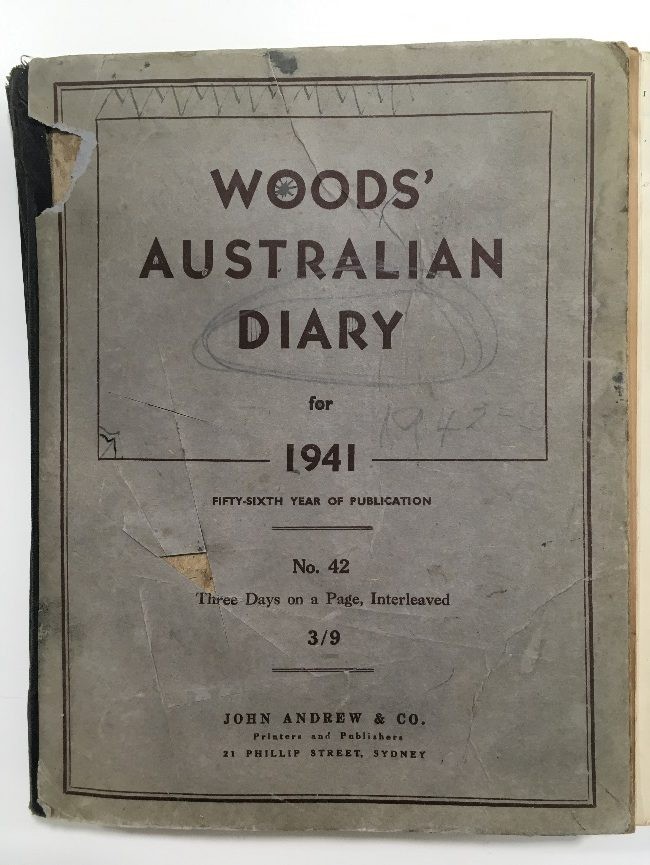 WOODS'
AUSTRALIAN
DIARY
for
1941
FIFTY-SIXTH YEAR OF PUBLICATION
No. 42
Three Days on a Page, Interleaved
3/9
JOHN ANDREW & CO.
Printers and Publishers
21 PHILLIP STREET, SYDNEY